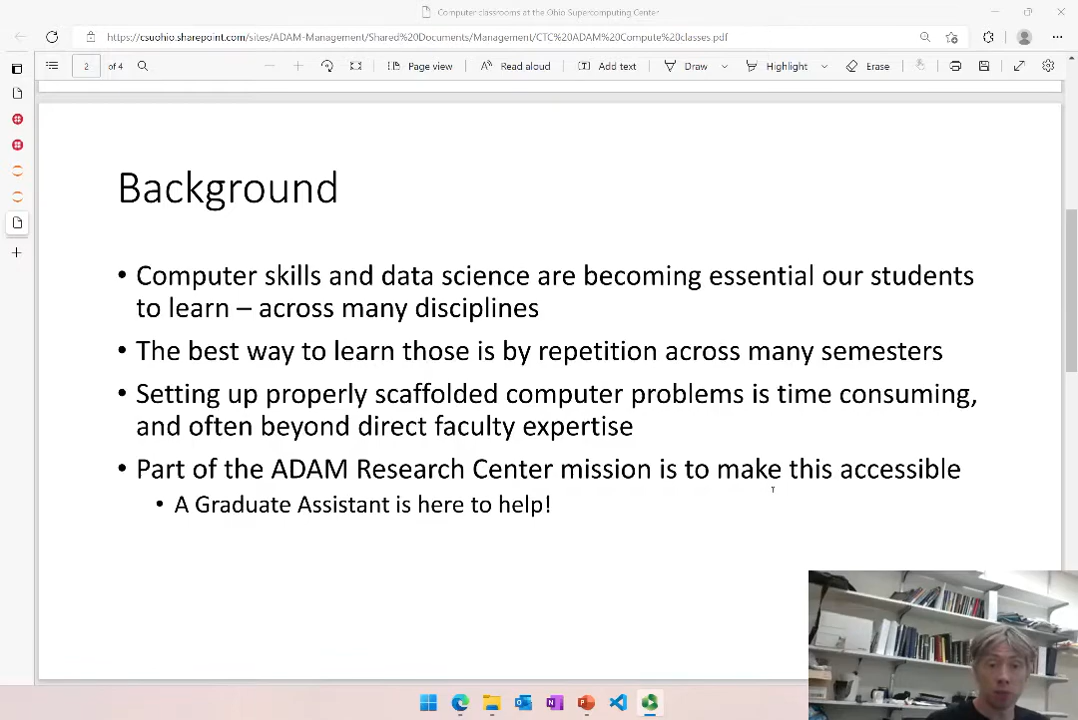 Computer classrooms at the Ohio Supercomputing Center
https://csuohio.sharepoint.com/sites/ADAM-Management/Shared%20Documents/Management/CTC%20ADAM%20Compute%20classes.pdf
2 of 4 Page view Read aloud Add text Draw Highlight Erase
Background
• Computer skills and data science are becoming essential our students
to learn – across many disciplines
• The best way to learn those is by repetition across many semesters
• Setting up properly scaffolded computer problems is time consuming,
and often beyond direct faculty expertise
• Part of the ADAM Research Center mission is to make this accessible
• A Graduate Assistant is here to help!